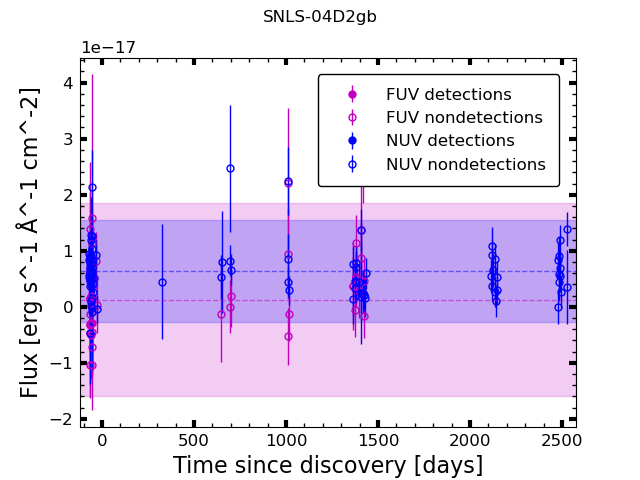 SNLS-04D2gb
1e−17
FUV detections
FUV nondetections
NUV detections
NUV nondetections
4
3
2
1
0
−1
−2
Flux [erg s^-1 Å^-1 cm^-2]
0 500 1000 1500 2000 2500
Time since discovery [days]